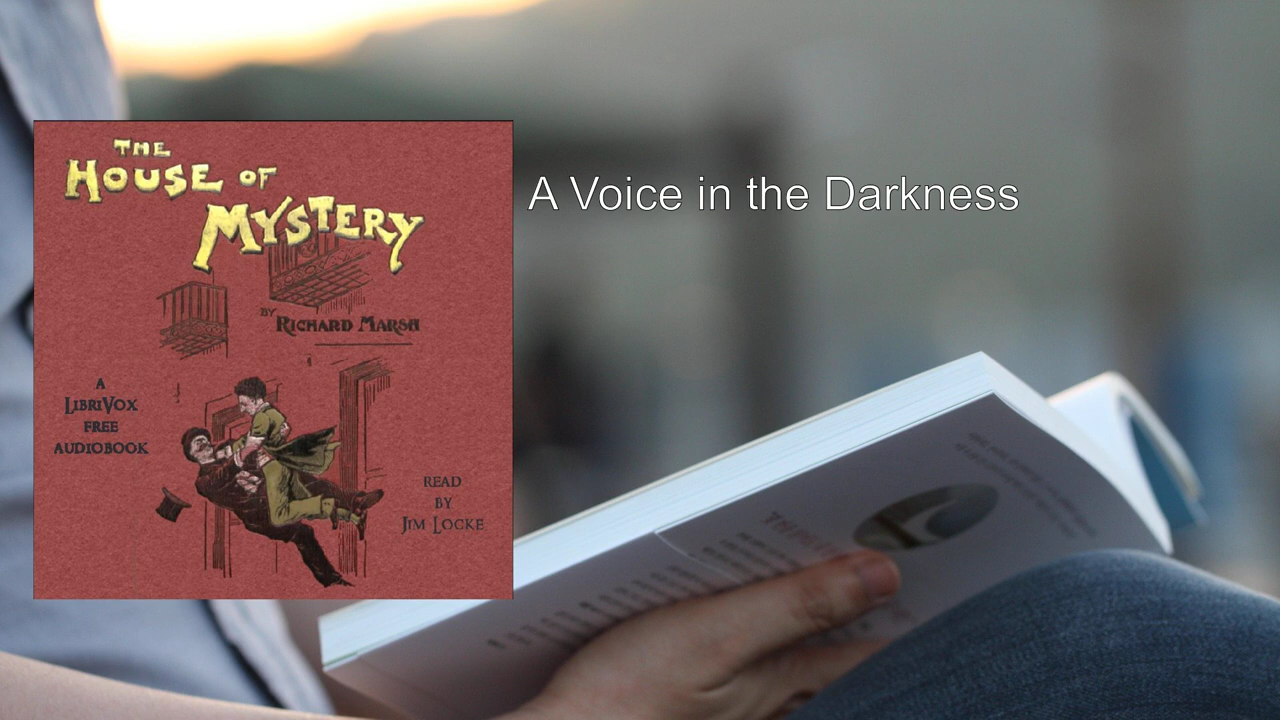 THE
HOUSE OF
MYSTERY
BY RICHARD MARSH
A
LIBRIVOX
FREE
AUDIOBOOK
READ
BY
JIM LOCKE
A Voice in the Darkness